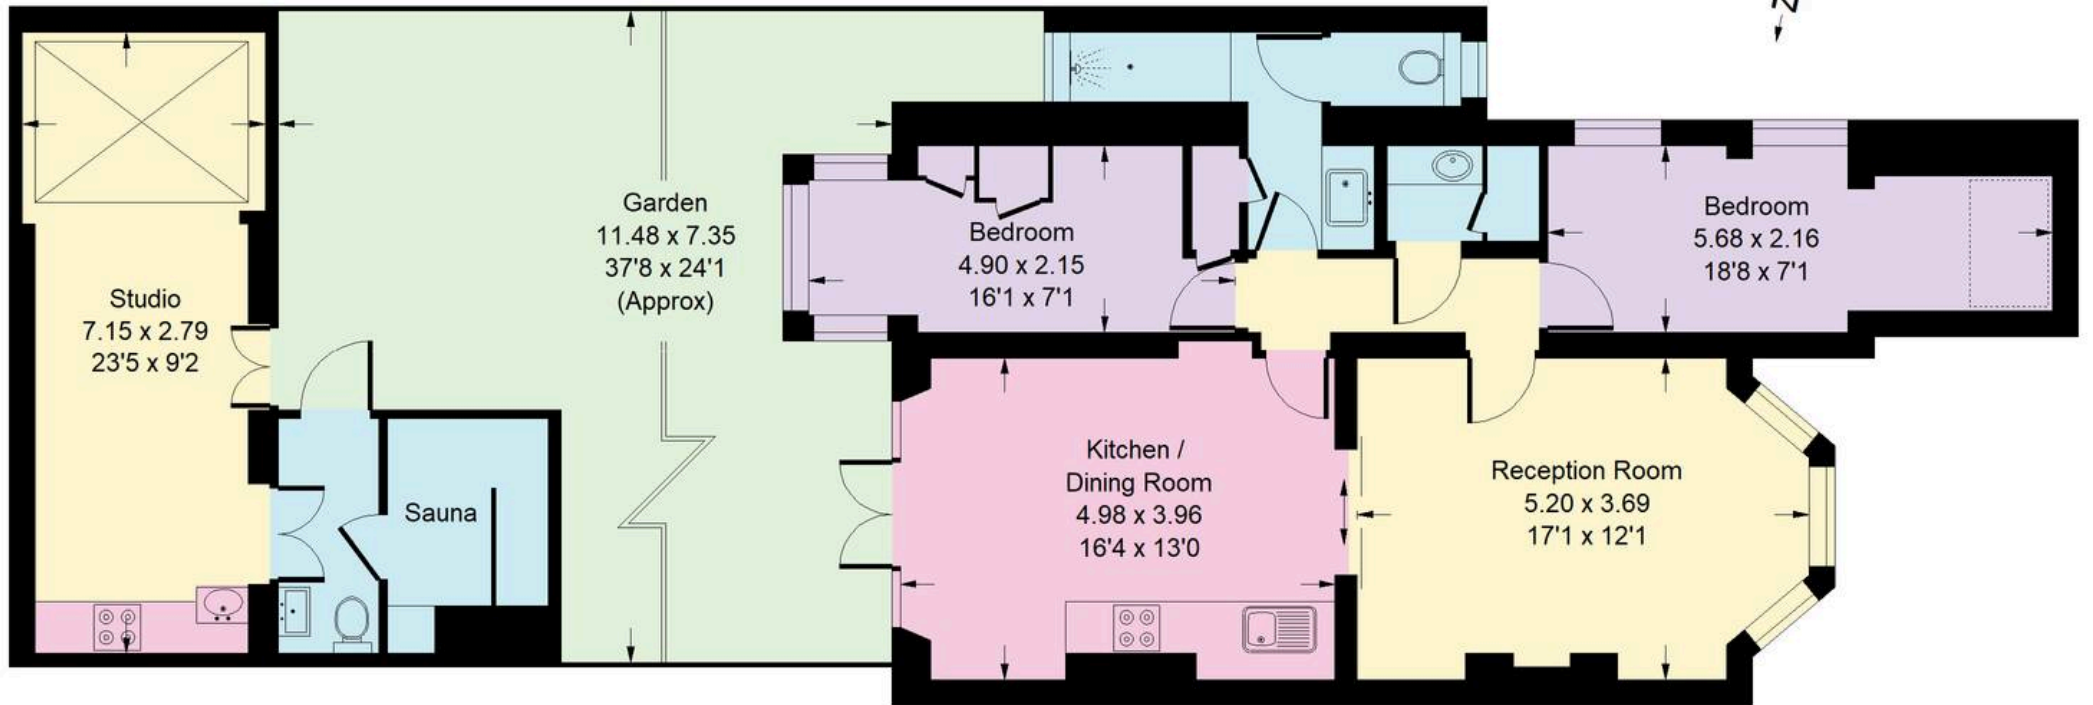 Studio
7.15 x 2.79
23'5 x 9'2
Garden
11.48 x 7.35
37'8 x 24'1
(Approx)
Sauna
Bedroom
4.90 x 2.15
16'1 x 7'1
Bedroom
5.68 x 2.16
18'8 x 7'1
Kitchen /
Dining Room
4.98 x 3.96
16'4 x 13'0
Reception Room
5.20 x 3.69
17'1 x 12'1